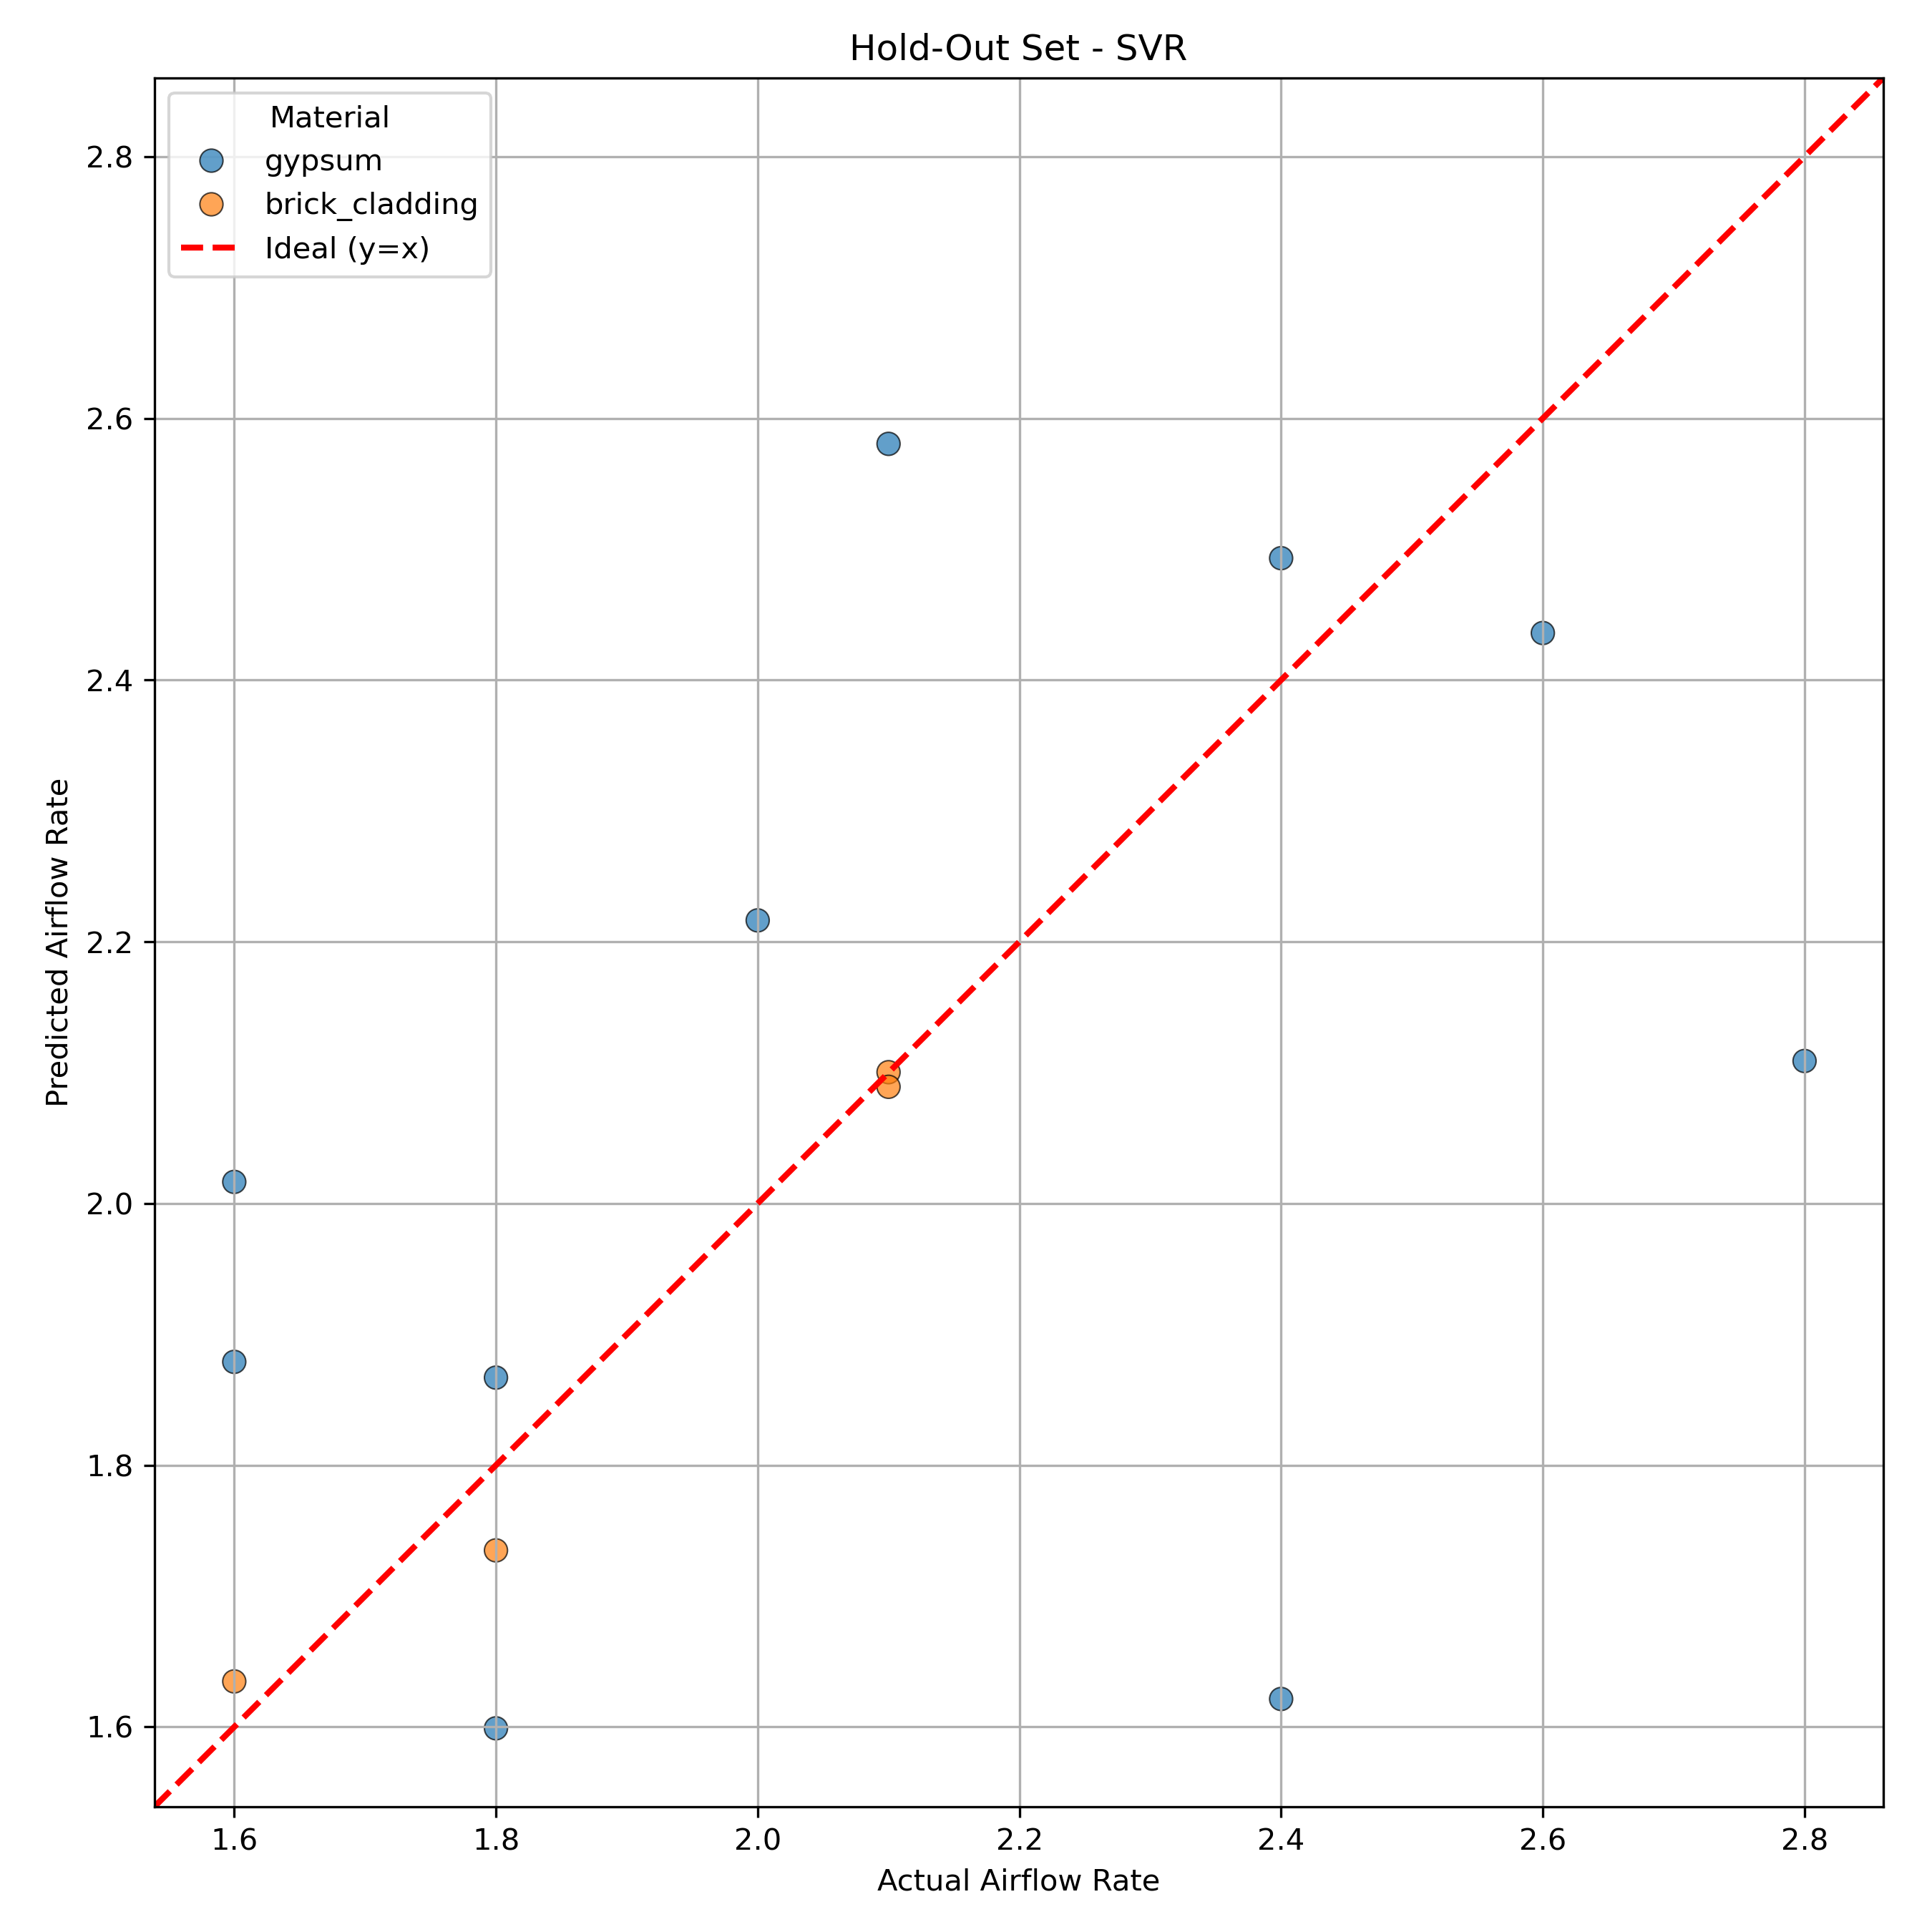 Hold-Out Set - SVR
Material
gypsum
brick_cladding
Ideal (y=x)
2.8
2.6
2.4
2.2
2.0
1.8
1.6
Predicted Airflow Rate
1.6 1.8 2.0 2.2 2.4 2.6 2.8
Actual Airflow Rate